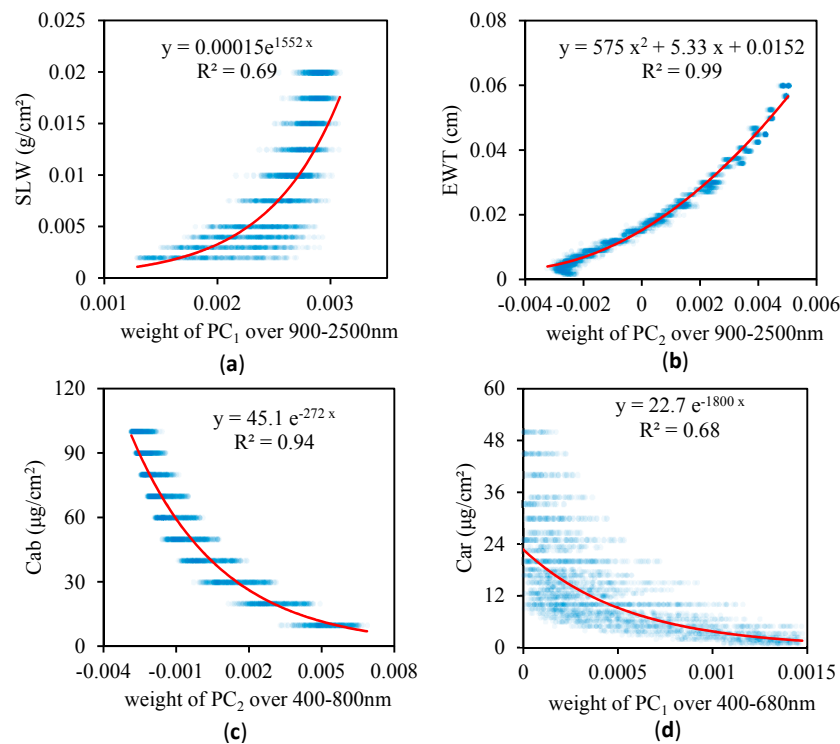 y = 0.00015e^1552 x
R² = 0.69
SLW (g/cm²)
0.025
0.02
0.015
0.01
0.005
0
0.001
0.002
0.003
weight of PC₁ over 900-2500nm
(a)
y = 575 x² + 5.33 x + 0.0152
R² = 0.99
EWT (cm)
0.08
0.06
0.04
0.02
0
-0.004
-0.002
0
0.002
0.004
0.006
weight of PC₂ over 900-2500nm
(b)
y = 45.1 e^-272 x
R² = 0.94
Cab (μg/cm²)
120
90
60
30
0
-0.004
-0.001
0.002
0.005
0.008
weight of PC₂ over 400-800nm
(c)
y = 22.7 e^-1800 x
R² = 0.68
Car (μg/cm²)
60
48
36
24
12
0
0
0.0005
0.001
0.0015
weight of PC₁ over 400-680nm
(d)